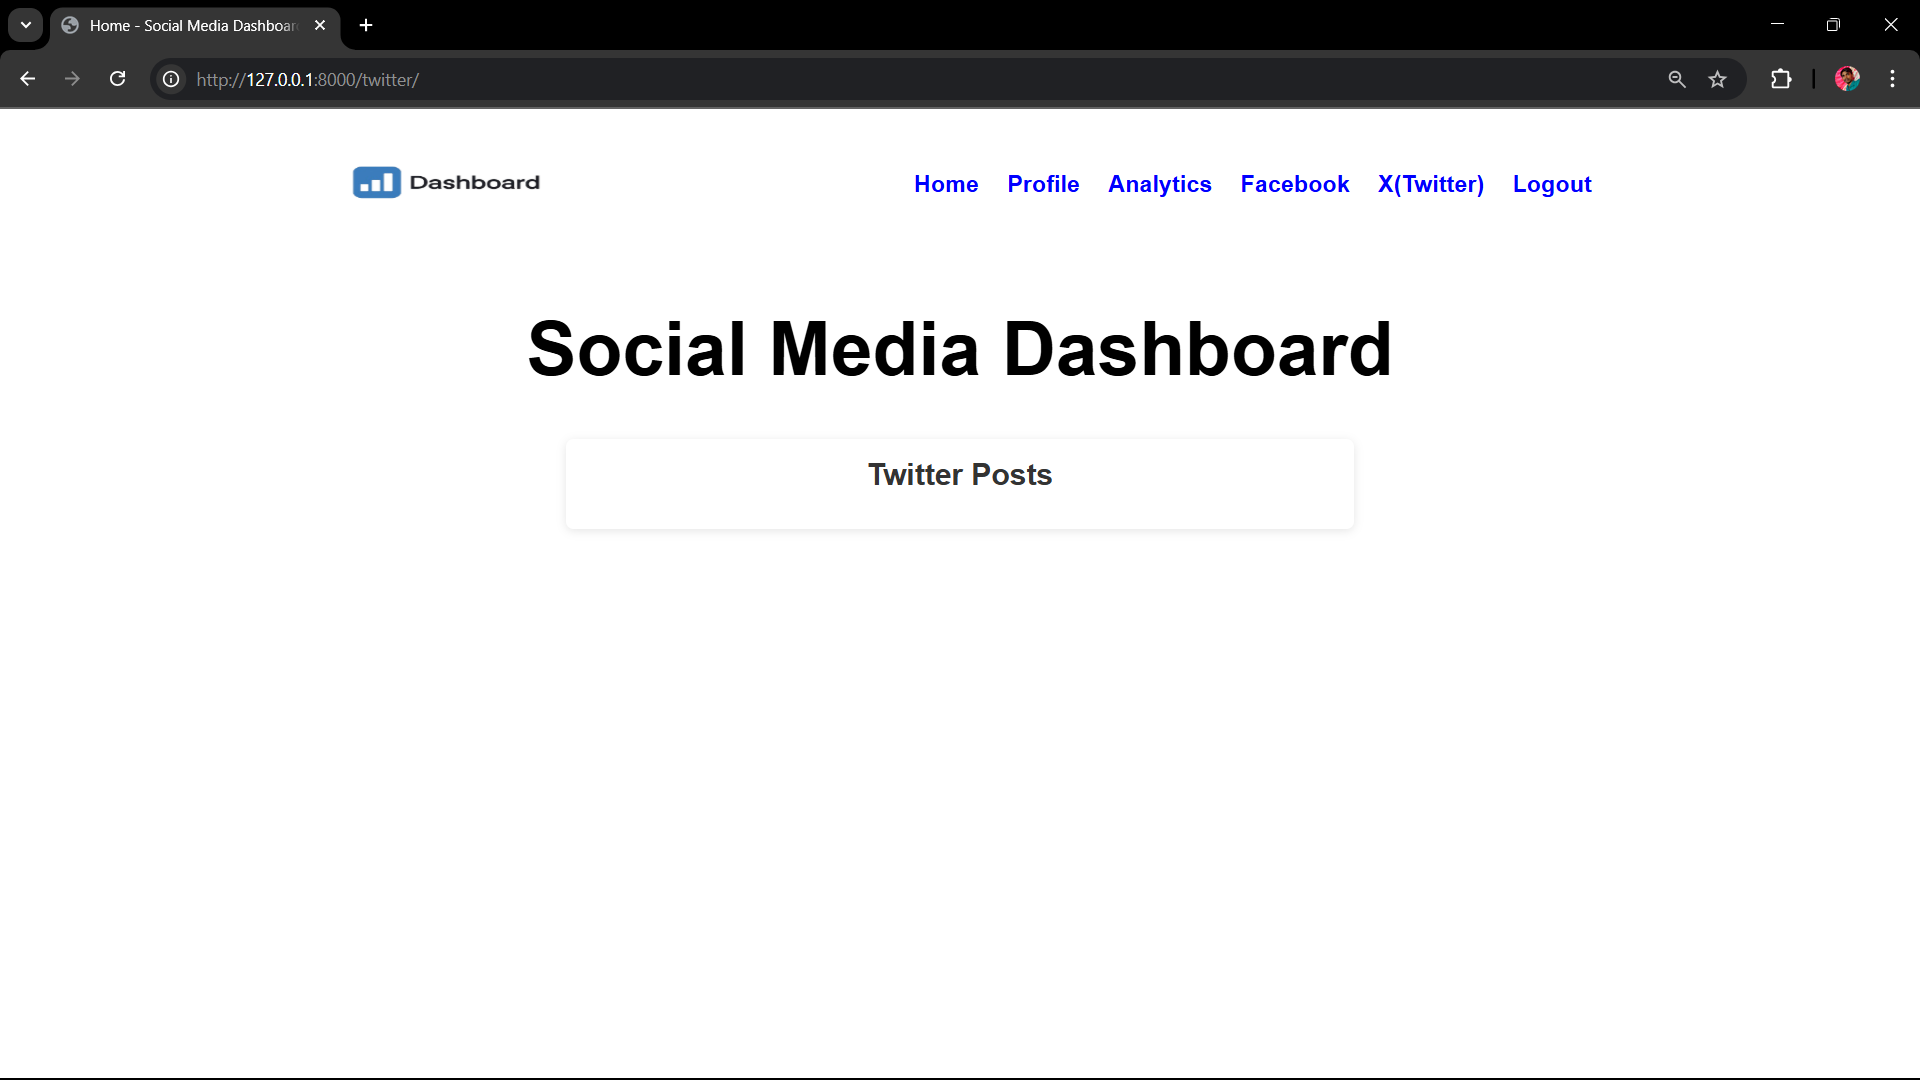 Home - Social Media Dashboar
http://127.0.0.1:8000/twitter/
Dashboard
Home Profile Analytics Facebook X(Twitter) Logout
Social Media Dashboard
Twitter Posts